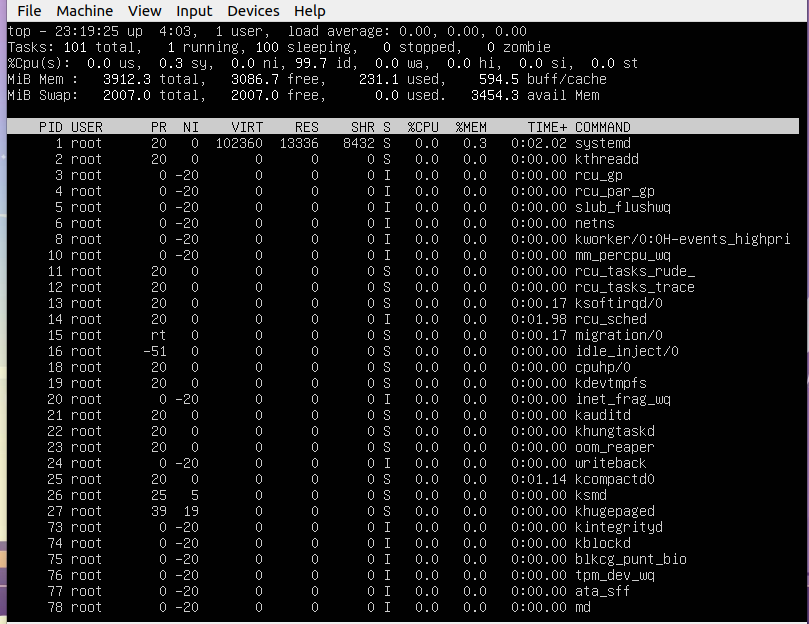 File Machine View Input Devices Help
top - 23:19:25 up  4:03,  1 user,  load average: 0.00, 0.00, 0.00
Tasks: 101 total,   1 running, 100 sleeping,   0 stopped,   0 zombie
%Cpu(s):  0.0 us,  0.3 sy,  0.0 ni, 99.7 id,  0.0 wa,  0.0 hi,  0.0 si,  0.0 st
MiB Mem :   3912.3 total,   3086.7 free,    231.1 used,    594.5 buff/cache
MiB Swap:   2007.0 total,   2007.0 free,      0.0 used.   3454.3 avail Mem
PID USER      PR  NI    VIRT    RES    SHR S  %CPU  %MEM     TIME+ COMMAND
1 root      20   0  102360  13336   8432 S   0.0   0.3   0:02.02 systemd
2 root      20   0       0      0      0 S   0.0   0.0   0:00.00 kthreadd
3 root       0 -20       0      0      0 I   0.0   0.0   0:00.00 rcu_gp
4 root       0 -20       0      0      0 I   0.0   0.0   0:00.00 rcu_par_gp
5 root       0 -20       0      0      0 I   0.0   0.0   0:00.00 slub_flushwq
6 root       0 -20       0      0      0 I   0.0   0.0   0:00.00 netns
8 root       0 -20       0      0      0 I   0.0   0.0   0:00.00 kworker/0:0H-events_highpri
10 root       0 -20       0      0      0 I   0.0   0.0   0:00.00 mm_percpu_wq
11 root      20   0       0      0      0 S   0.0   0.0   0:00.00 rcu_tasks_rude_
12 root      20   0       0      0      0 S   0.0   0.0   0:00.00 rcu_tasks_trace
13 root      20   0       0      0      0 S   0.0   0.0   0:00.17 ksoftirqd/0
14 root      20   0       0      0      0 I   0.0   0.0   0:01.98 rcu_sched
15 root      rt   0       0      0      0 S   0.0   0.0   0:00.17 migration/0
16 root     -51   0       0      0      0 S   0.0   0.0   0:00.00 idle_inject/0
18 root      20   0       0      0      0 S   0.0   0.0   0:00.00 cpuhp/0
19 root      20   0       0      0      0 S   0.0   0.0   0:00.00 kdevtmpfs
20 root       0 -20       0      0      0 I   0.0   0.0   0:00.00 inet_frag_wq
21 root      20   0       0      0      0 S   0.0   0.0   0:00.00 kauditd
22 root      20   0       0      0      0 S   0.0   0.0   0:00.00 khungtaskd
23 root      20   0       0      0      0 S   0.0   0.0   0:00.00 oom_reaper
24 root       0 -20       0      0      0 I   0.0   0.0   0:00.00 writeback
25 root      20   0       0      0      0 S   0.0   0.0   0:01.14 kcompactd0
26 root      25   5       0      0      0 S   0.0   0.0   0:00.00 ksmd
27 root      39  19       0      0      0 S   0.0   0.0   0:00.00 khugepaged
73 root       0 -20       0      0      0 I   0.0   0.0   0:00.00 kintegrityd
74 root       0 -20       0      0      0 I   0.0   0.0   0:00.00 kblockd
75 root       0 -20       0      0      0 I   0.0   0.0   0:00.00 blkcg_punt_bio
76 root       0 -20       0      0      0 I   0.0   0.0   0:00.00 tpm_dev_wq
77 root       0 -20       0      0      0 I   0.0   0.0   0:00.00 ata_sff
78 root       0 -20       0      0      0 I   0.0   0.0   0:00.00 md